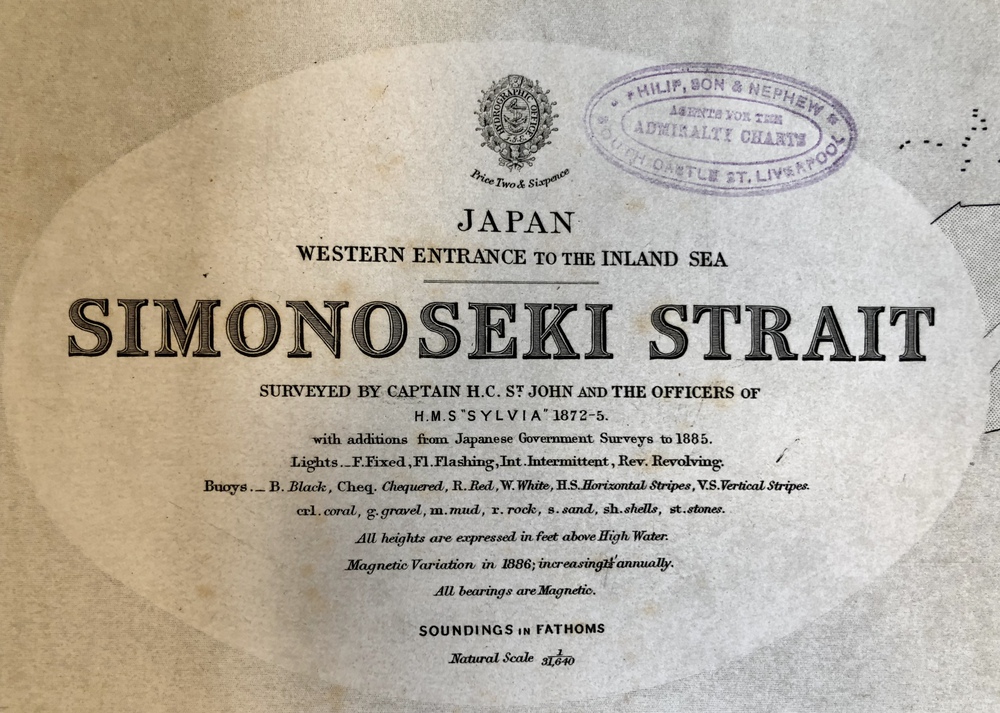 HYDROGRAPHIC OFFICE
Price Two & Sixpence
PHILIP, SON & NEPHEW
AGENTS FOR THE
ADMIRALTY CHARTS
SOUTH CASTLE ST, LIVERPOOL
JAPAN
WESTERN ENTRANCE TO THE INLAND SEA
SIMONOSEKI STRAIT
SURVEYED BY CAPTAIN H.C. ST JOHN AND THE OFFICERS OF
H.M.S "SYLVIA" 1872-5.
with additions from Japanese Government Surveys to 1885.
Lights._F.Fixed, Fl.Flashing, Int.Intermittent, Rev. Revolving.
Buoys._ B. Black, Cheq. Chequered, R. Red, W. White, H.S. Horizontal Stripes, V.S. Vertical Stripes.
crl. coral, g. gravel, m. mud, r. rock, s. sand, sh. shells, st. stones.
All heights are expressed in feet above High Water.
Magnetic Variation in 1886; increasing annually.
All bearings are Magnetic.
SOUNDINGS IN FATHOMS
Natural Scale 1/31,640